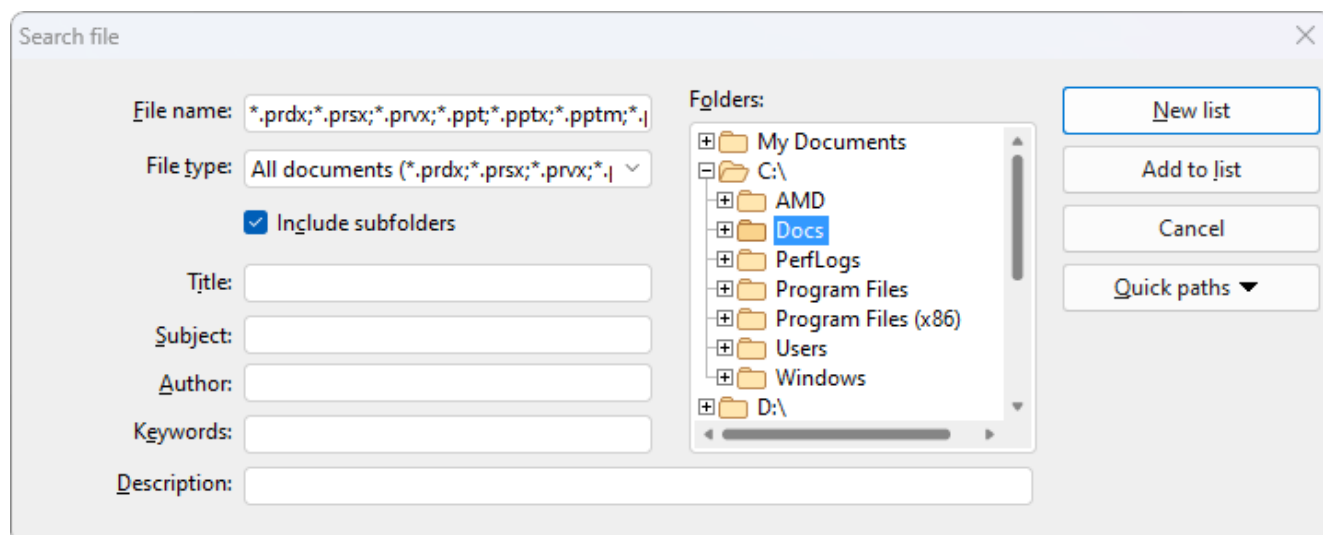 Search file
File name: *.prdx;*.prsx;*.prvx;*.ppt;*.pptx;*.pptm;*.
File type: All documents (*.prdx;*.prsx;*.prvx;*.
Include subfolders
Title:
Subject:
Author:
Keywords:
Description:
Folders:
My Documents
C:\
AMD
Docs
PerfLogs
Program Files
Program Files (x86)
Users
Windows
D:\
New list
Add to list
Cancel
Quick paths